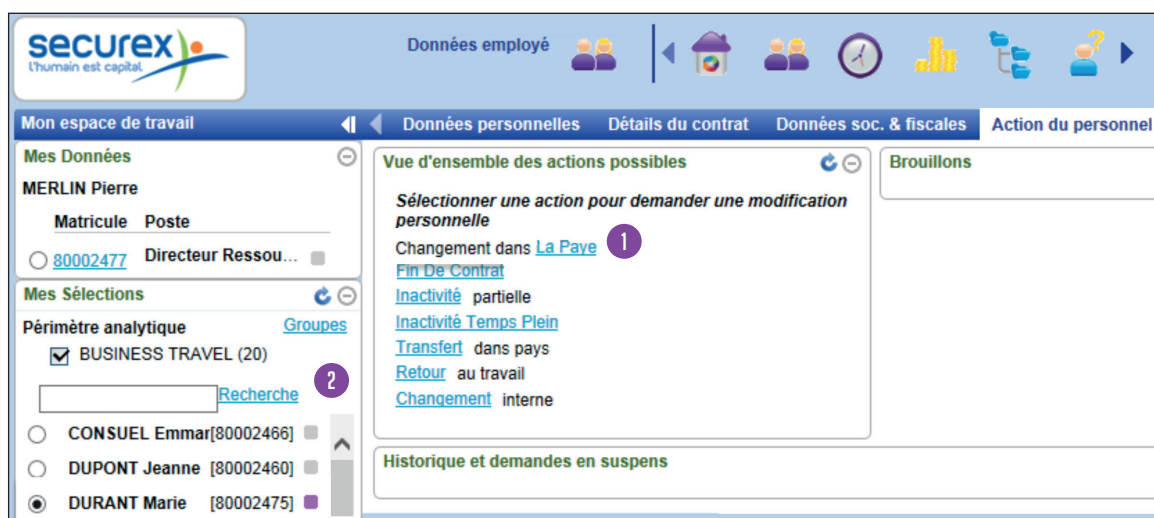 securex
l'humain est capital
Données employé
Mon espace de travail
Données personnelles Détails du contrat Données soc. & fiscales Action du personnel
Mes Données
MERLIN Pierre
Matricule Poste
80002477 Directeur Ressou...
Mes Sélections
Périmètre analytique Groupes
BUSINESS TRAVEL (20)
Recherche 2
CONSUEL Emmar[80002466]
DUPONT Jeanne [80002460]
DURANT Marie [80002475]
Vue d'ensemble des actions possibles
Sélectionner une action pour demander une modification
personnelle
Changement dans La Paye 1
Fin De Contrat
Inactivité partielle
Inactivité Temps Plein
Transfert dans pays
Retour au travail
Changement interne
Brouillons
Historique et demandes en suspens